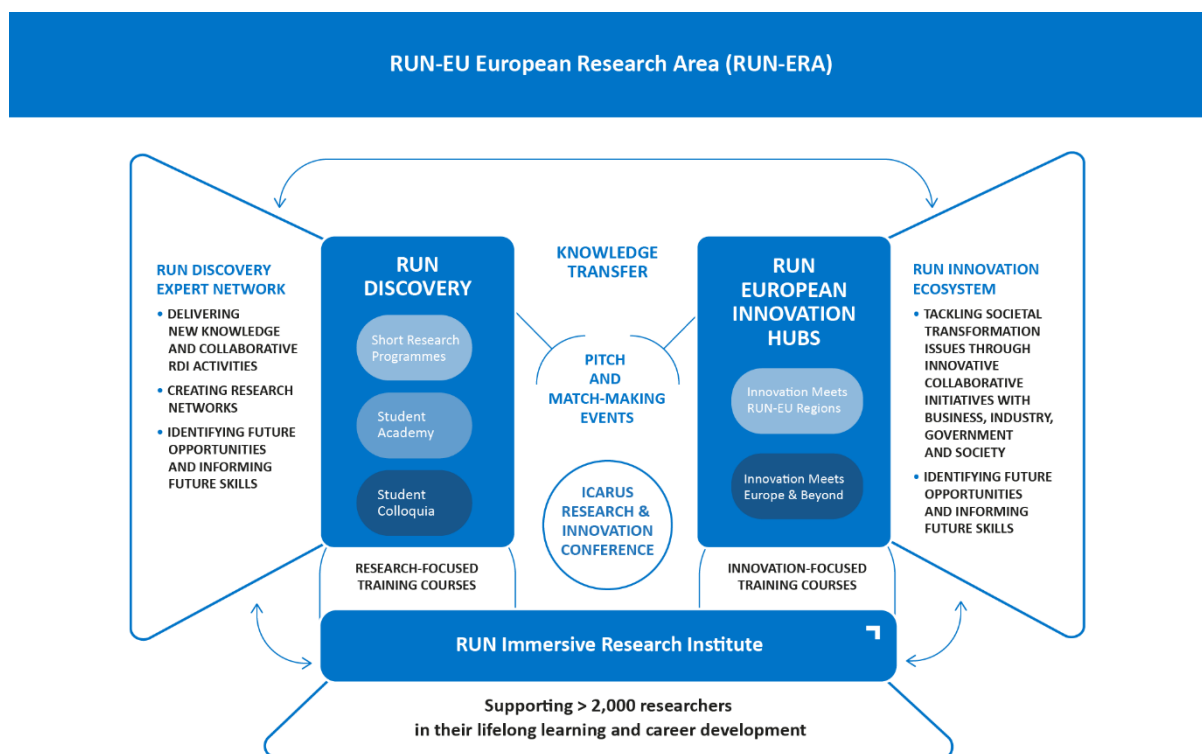 RUN-EU European Research Area (RUN-ERA)
RUN DISCOVERY
EXPERT NETWORK
• DELIVERING
NEW KNOWLEDGE
AND COLLABORATIVE
RDI ACTIVITIES
• CREATING RESEARCH
NETWORKS
• IDENTIFYING FUTURE
OPPORTUNITIES
AND INFORMING
FUTURE SKILLS
RUN
DISCOVERY
Short Research
Programmes
Student
Academy
Student
Colloquia
KNOWLEDGE
TRANSFER
PITCH
AND
MATCH-MAKING
EVENTS
ICARUS
RESEARCH &
INNOVATION
CONFERENCE
RUN
EUROPEAN
INNOVATION
HUBS
Innovation Meets
RUN-EU Regions
Innovation Meets
Europe & Beyond
RUN INNOVATION
ECOSYSTEM
• TACKLING SOCIETAL
TRANSFORMATION
ISSUES THROUGH
INNOVATIVE
COLLABORATIVE
INITIATIVES WITH
BUSINESS, INDUSTRY,
GOVERNMENT
AND SOCIETY
• IDENTIFYING FUTURE
OPPORTUNITIES
AND INFORMING
FUTURE SKILLS
RESEARCH-FOCUSED
TRAINING COURSES
INNOVATION-FOCUSED
TRAINING COURSES
RUN Immersive Research Institute
Supporting > 2,000 researchers
in their lifelong learning and career development